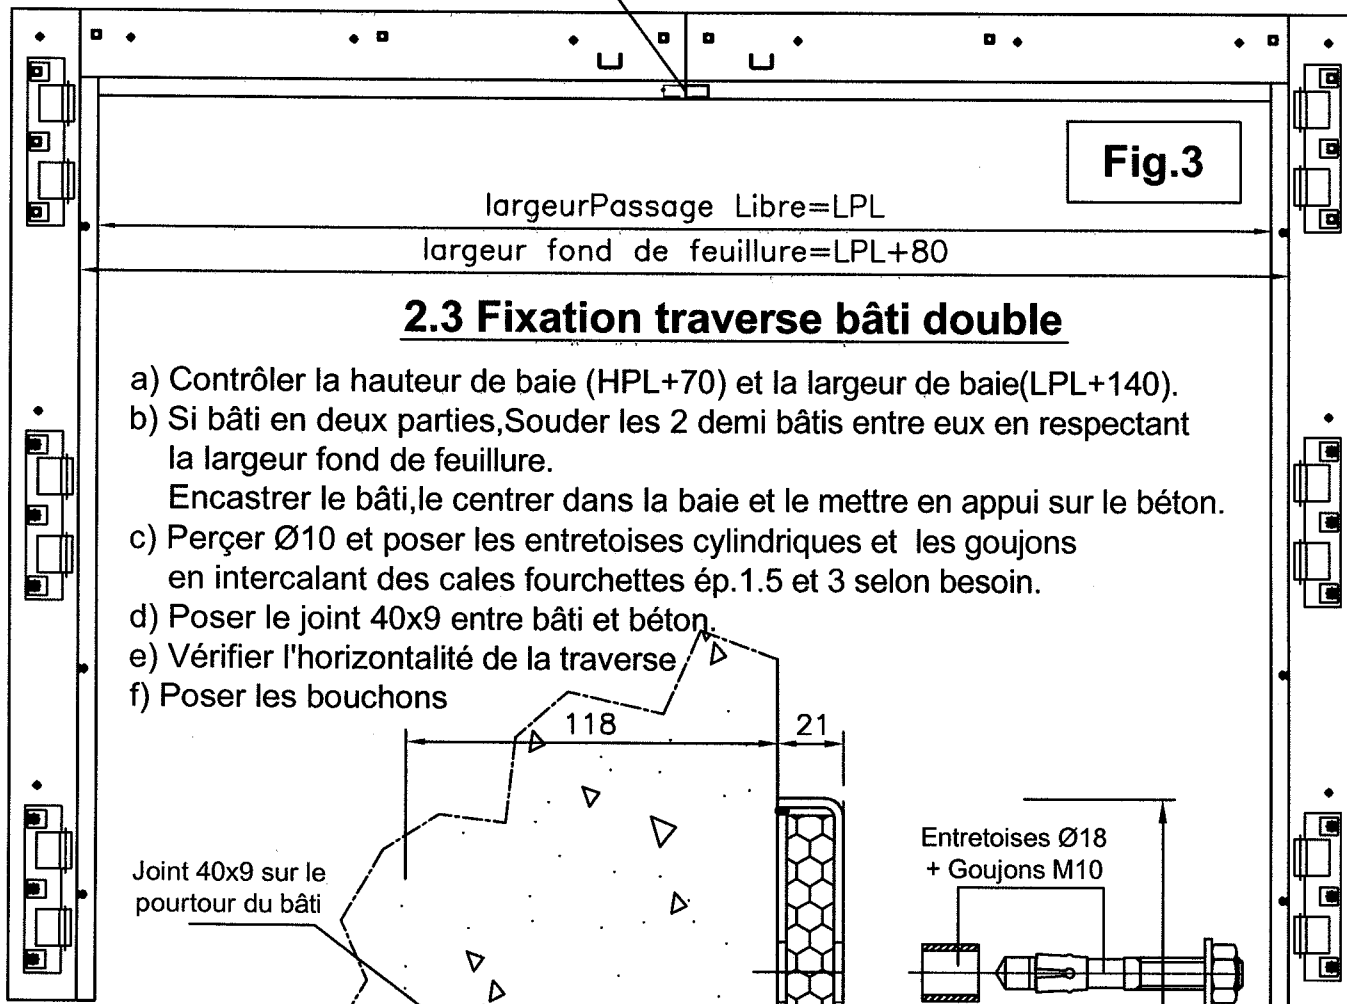 Fig.3
largeurPassage Libre=LPL
largeur fond de feuillure=LPL+80
2.3 Fixation traverse bâti double
a) Contrôler la hauteur de baie (HPL+70) et la largeur de baie(LPL+140).
b) Si bâti en deux parties,Souder les 2 demi bâtis entre eux en respectant
la largeur fond de feuillure.
Encastrer le bâti,le centrer dans la baie et le mettre en appui sur le béton.
c) Perçer Ø10 et poser les entretoises cylindriques et les goujons
en intercalant des cales fourchettes ép.1.5 et 3 selon besoin.
d) Poser le joint 40x9 entre bâti et béton.
e) Vérifier l'horizontalité de la traverse
f) Poser les bouchons
118
21
Entretoises Ø18
+ Goujons M10
Joint 40x9 sur le
pourtour du bâti